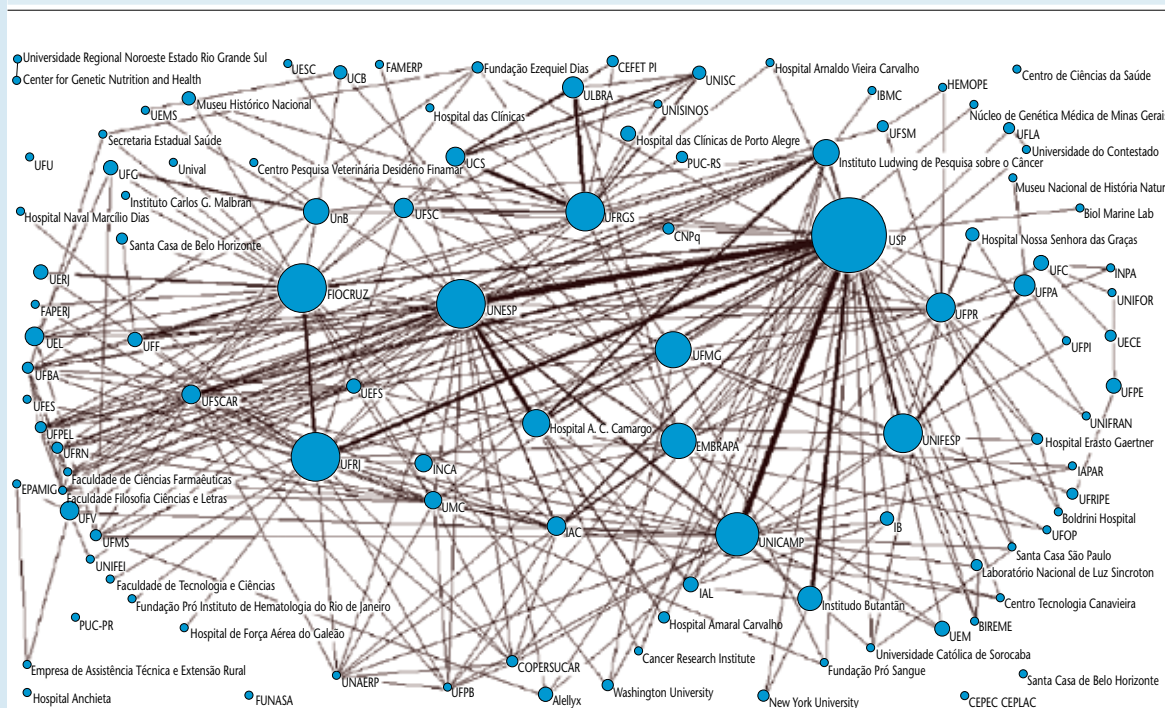 Universidade Regional Noroeste Estado Rio Grande Sul
UESC
UCB
FAMERP
Fundação Ezequiel Dias
CEFET PI
UNISC
Hospital Arnaldo Vieira Carvalho
Centro de Ciências da Saúde
Center for Genetic Nutrition and Health
ULBRA
IBMC
HEMOPE
Museu Histórico Nacional
UEMS
Hospital das Clínicas
UNISINOS
Núcleo de Genética Médica de Minas Gerais
Secretaria Estadual Saúde
Hospital das Clínicas de Porto Alegre
UFSM
UFLA
UFU
UFG
Unival
Centro Pesquisa Veterinária Desidério Finamar
UCS
PUC-RS
Instituto Ludwing de Pesquisa sobre o Câncer
Universidade do Contestado
Instituto Carlos G. Malbran
Museu Nacional de História Natur
Hospital Naval Marcílio Dias
UnB
UFSC
UFRGS
CNPq
USP
Biol Marine Lab
Santa Casa de Belo Horizonte
Hospital Nossa Senhora das Graças
UERJ
FIOCRUZ
UNESP
UFC
INPA
FAPERJ
UFPR
UFPA
UNIFOR
UEL
UFF
UFMG
UFPI
UECE
UFBA
UFSCAR
UEFS
UFPE
UFES
UFPEL
Hospital A. C. Camargo
EMBRAPA
UNIFESP
UNIFRAN
UFRN
UFRJ
INCA
Hospital Erasto Gaertner
Faculdade de Ciências Farmaêuticas
IAPAR
EPAMIG
Faculdade Filosofia Ciências e Letras
UFRIPE
UFV
UMG
Boldrini Hospital
UFMS
IAC
UNICAMP
IB
UFOP
UNIFEI
Santa Casa São Paulo
Laboratório Nacional de Luz Sincroton
Faculdade de Tecnologia e Ciências
IAL
Fundação Pró Instituto de Hematologia do Rio de Janeiro
Institudo Butantãn
Centro Tecnologia Canavieira
PUC-PR
Hospital de Força Aérea do Galeão
Hospital Amaral Carvalho
BIREME
UEM
Empresa de Assistência Técnica e Extensão Rural
UNAERP
COPERSUCAR
Cancer Research Institute
Universidade Católica de Sorocaba
Fundação Pró Sangue
Santa Casa de Belo Horizonte
Hospital Anchieta
FUNASA
UFPB
Alellyx
Washington University
New York University
CEPEC CEPLAC